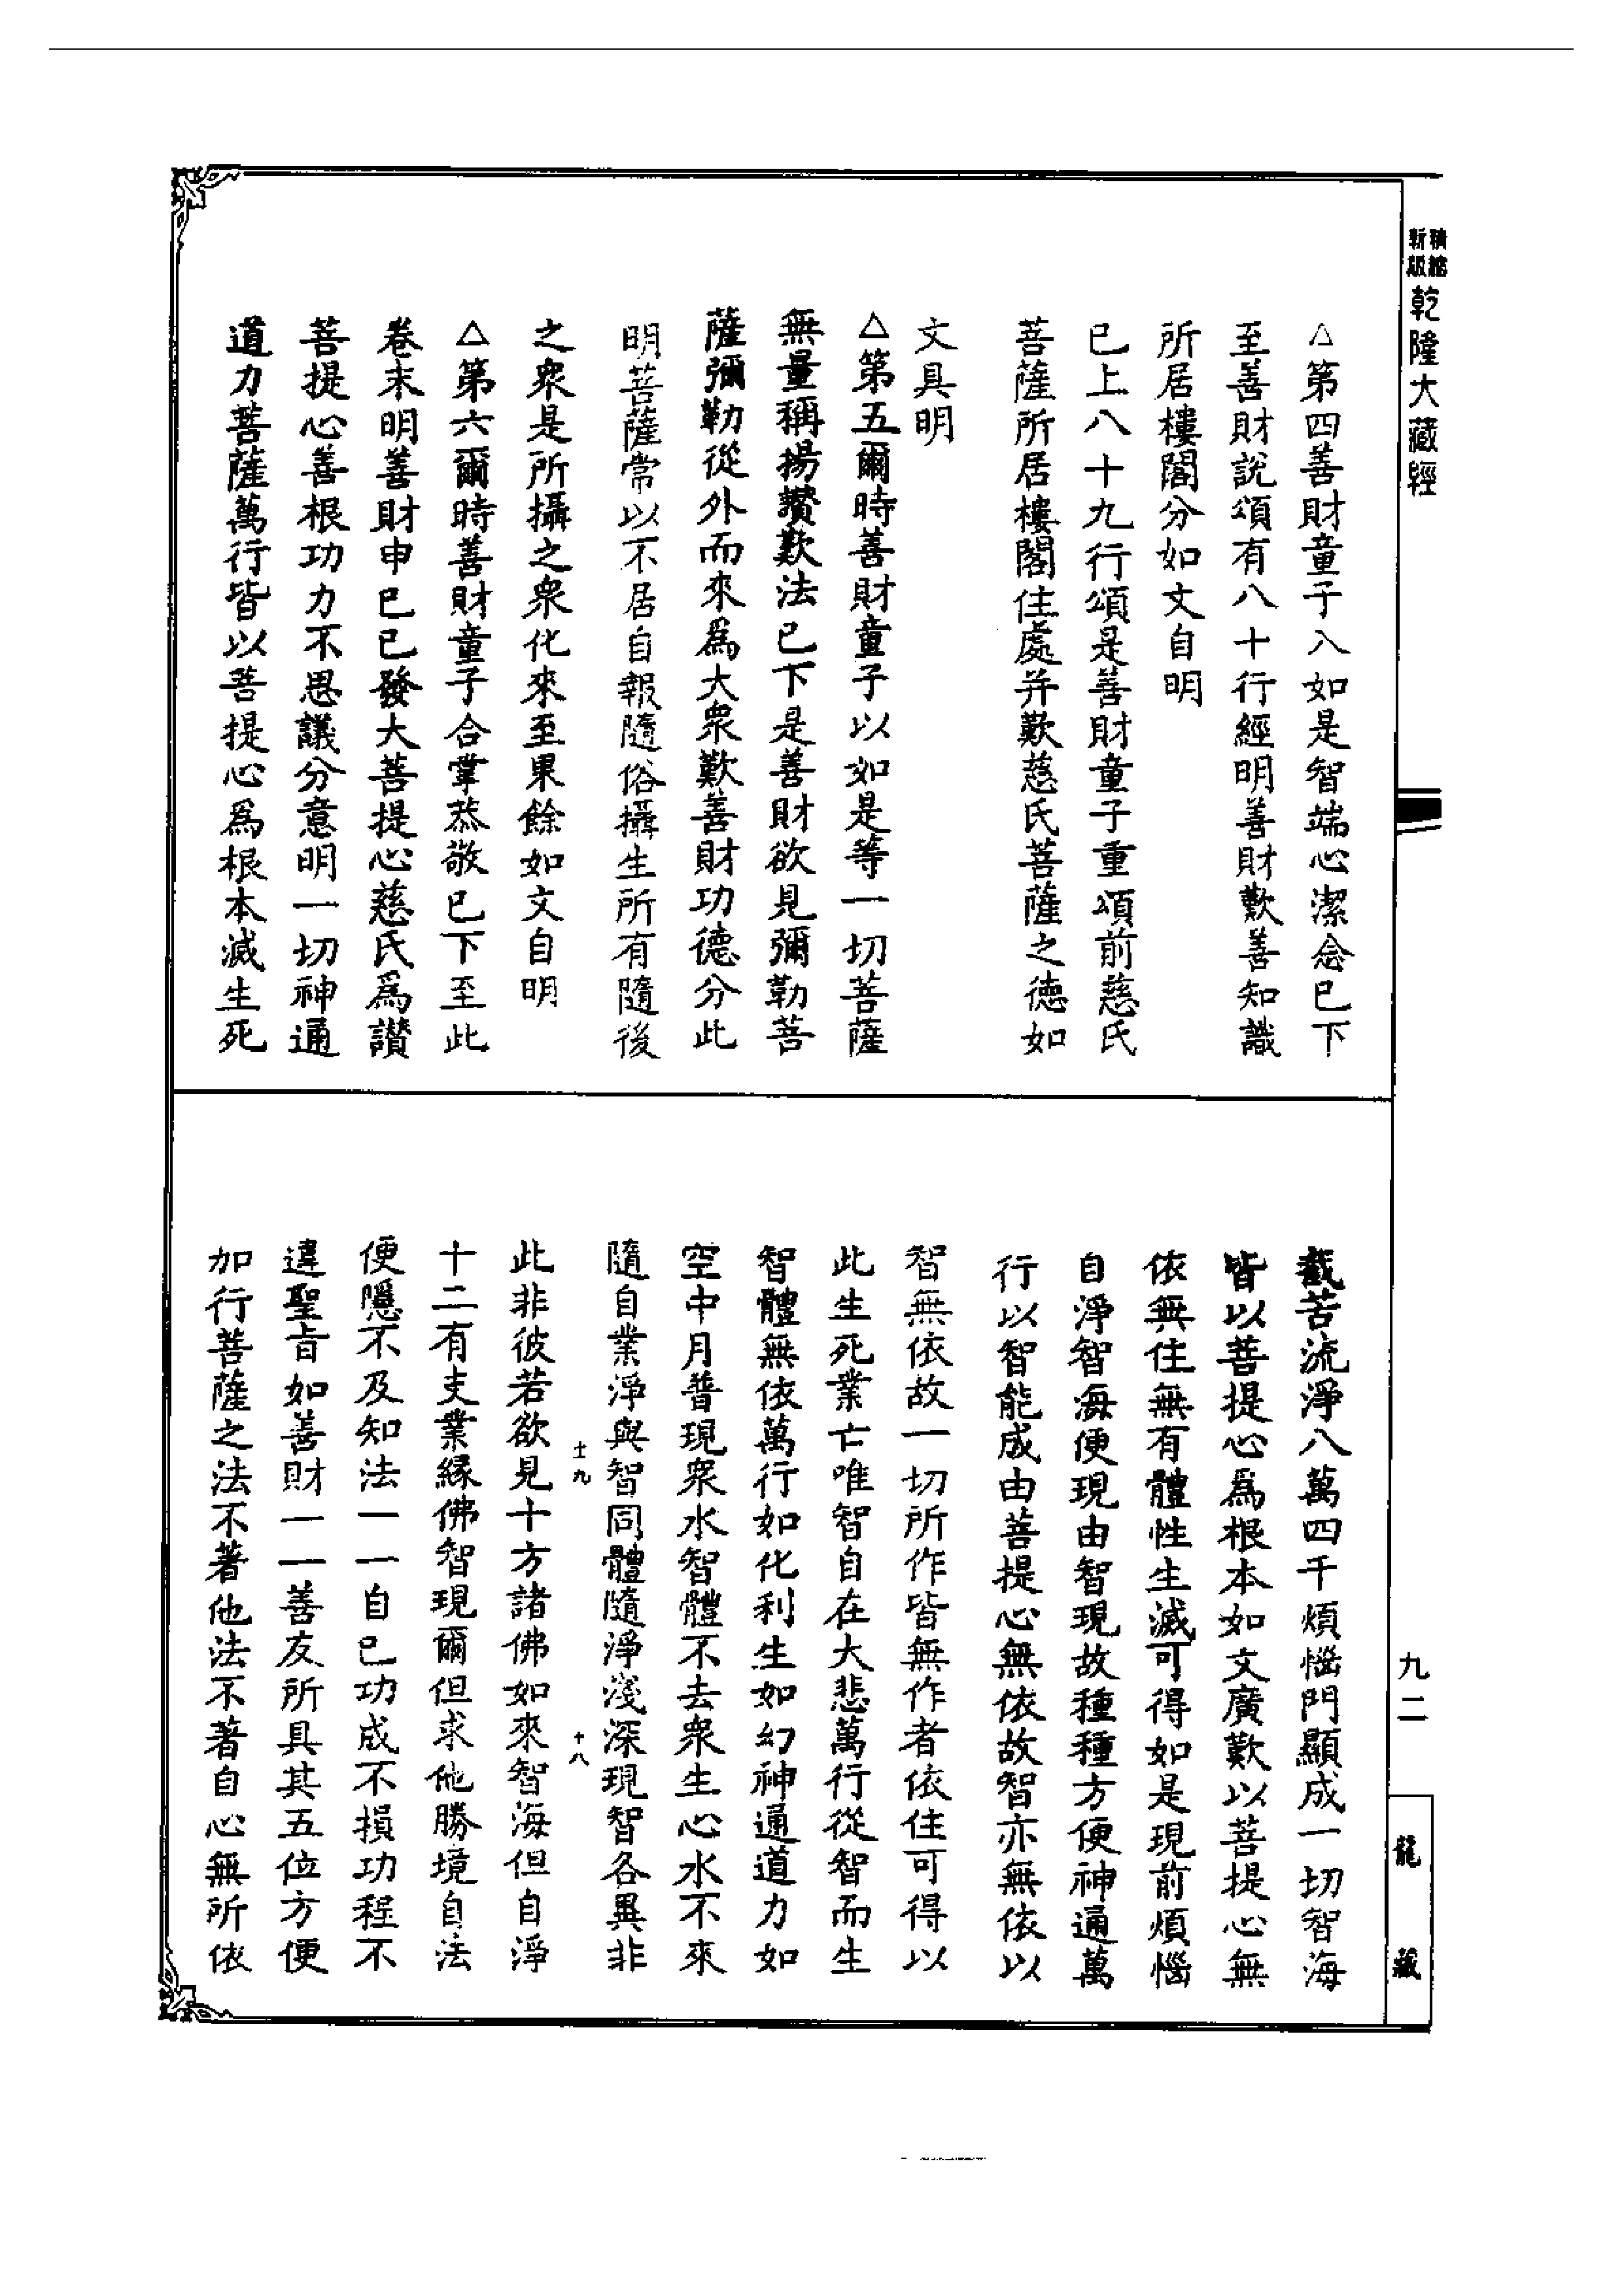 精縮
新版
乾隆大藏經
△第四善財童子入如是智端心潔念已下
至善財說頌有八十行經明善財歎善知識
所居樓閣分如文自明
已上八十九行頌是善財童子重頌前慈氏
菩薩所居樓閣住處并歎慈氏菩薩之德如
文具明
△第五爾時善財童子以如是等一切菩薩
無量稱揚讚歎法已下是善財欲見彌勒菩
薩彌勒從外而來爲大衆歎善財功德分此
明菩薩常以不居自報隨俗攝生所有隨後
之衆是所攝之衆化來至果餘如文自明
△第六爾時善財童子合掌恭敬已下至此
卷末明善財申已已發大菩提心慈氏爲讃
菩提心善根功力不思議分意明一切神通
道力菩薩萬行皆以菩提心爲根本滅生死
截苦流淨八萬四千煩惱門顯成一切智海
皆以菩提心爲根本如文廣歎以菩提心無
依無住無有體性生滅可得如是現前煩惱
自淨智海便現由智現故種種方便神通萬
行以智能成由菩提心無依故智亦無依以
智無依故一切所作皆無作者依住可得以
此生死業亡唯智自在大悲萬行從智而生
智體無依萬行如化利生如幻神通道力如
空中月普現衆水智體不去衆生心水不來
隨自業淨與智同體隨淨淺深現智各異非
十九
十八
此非彼若欲見十方諸佛如來智海但自淨
十二有支業緣佛智現爾但求他勝境自法
便隱不及知法一一自已功成不損功程不
違聖旨如善財一一善友所具其五位方便
加行菩薩之法不著他法不著自心無所依
九二
龍藏